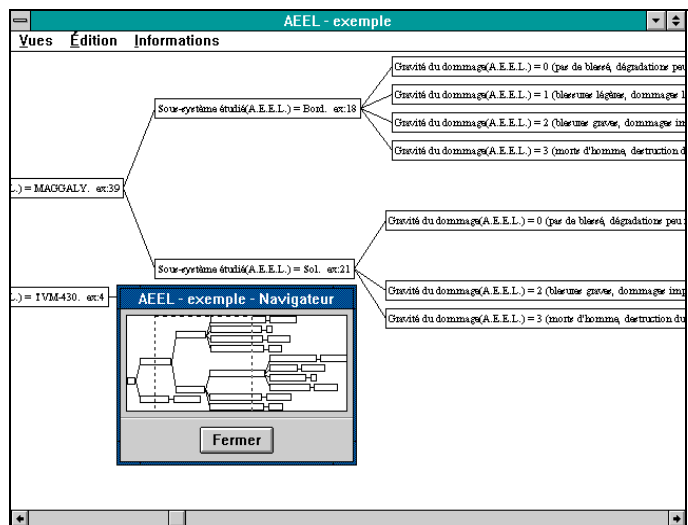 AEEL - exemple
Vues Édition Informations
Gravité du dommage(A.E.E.L.) = 0 (pas de blessé, dégradations peu
Gravité du dommage(A.E.E.L.) = 1 (blessures légères, dommages l
Sous-système étudié(A.E.E.L.) = Bord. ex:18
Gravité du dommage(A.E.E.L.) = 2 (blessures graves, dommages im
Gravité du dommage(A.E.E.L.) = 3 (morts d'homme, destruction d
.) = MAGGALY. ex:39
Gravité du dommage(A.E.E.L.) = 0 (pas de blessé, dégradations peu
Sous-système étudié(A.E.E.L.) = Sol. ex:21
Gravité du dommage(A.E.E.L.) = 2 (blessures graves, dommages imp
.) = TVM-430. ex:4
AEEL - exemple - Navigateur
Gravité du dommage(A.E.E.L.) = 3 (morts d'homme, destruction du
Fermer